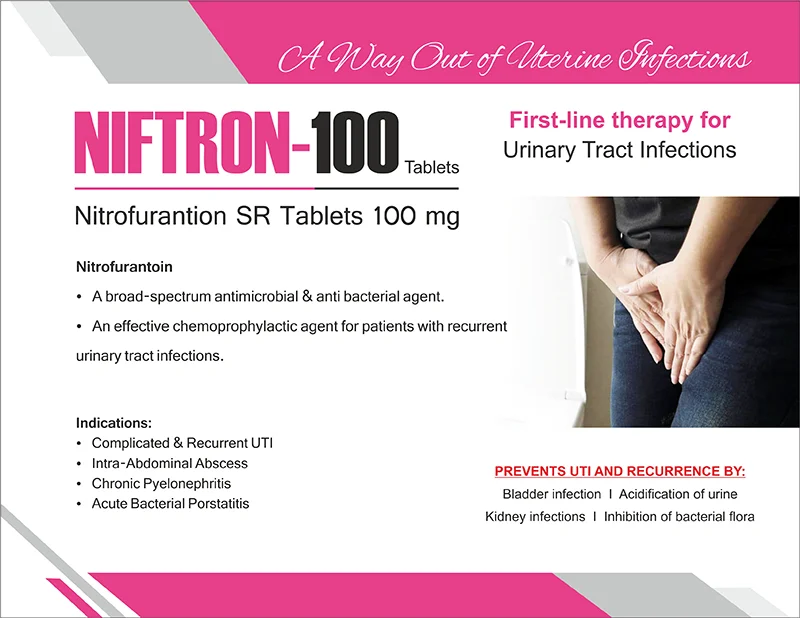 A Way Out of Uterine Infections
NIFTRON-100 Tablets
First-line therapy for
Urinary Tract Infections
Nitrofurantion SR Tablets 100 mg
Nitrofurantoin
• A broad-spectrum antimicrobial & anti bacterial agent.
• An effective chemoprophylactic agent for patients with recurrent
urinary tract infections.
Indications:
• Complicated & Recurrent UTI
• Intra-Abdominal Abscess
• Chronic Pyelonephritis
• Acute Bacterial Porstatitis
PREVENTS UTI AND RECURRENCE BY:
Bladder infection I Acidification of urine
Kidney infections I Inhibition of bacterial flora